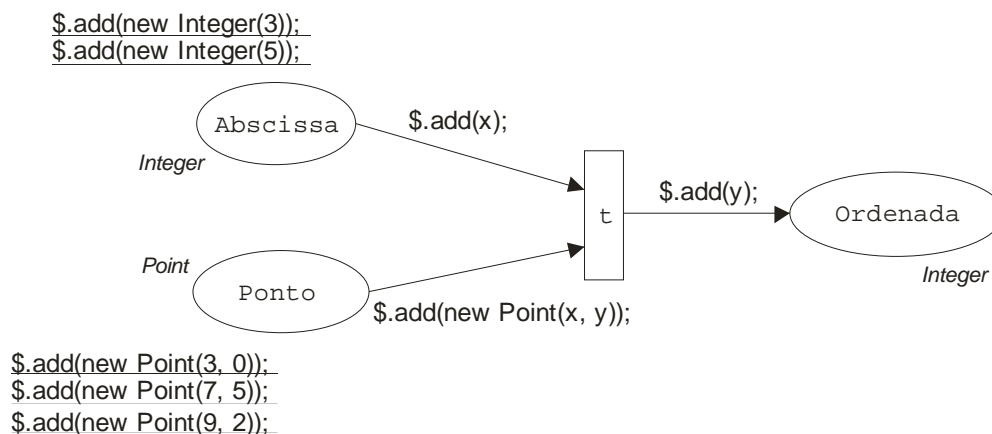 $.add(new Integer(3));
$.add(new Integer(5));
Abscissa
$.add(x);
Integer
t
$.add(y);
Ordenada
Integer
Point
Ponto
$.add(new Point(x, y));
$.add(new Point(3, 0));
$.add(new Point(7, 5));
$.add(new Point(9, 2));